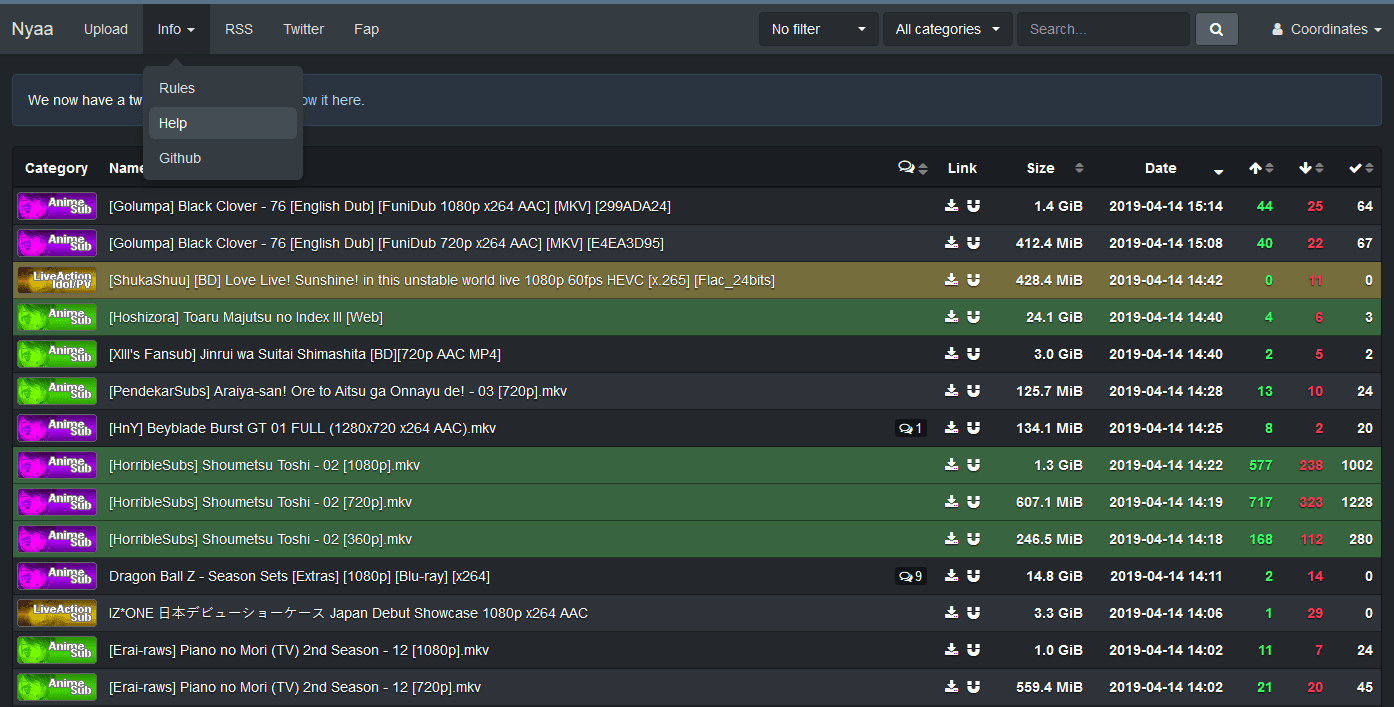 Nyaa Upload Info RSS Twitter Fap No filter All categories Search... Coordinates
Rules
We now have a tw ow it here.
Help
Github
Category Name Link Size Date
Anime Sub [Golumpa] Black Clover - 76 [English Dub] [FuniDub 1080p x264 AAC] [MKV] [299ADA24] 1.4 GiB 2019-04-14 15:14 44 25 64
Anime Sub [Golumpa] Black Clover - 76 [English Dub] [FuniDub 720p x264 AAC] [MKV] [E4EA3D95] 412.4 MiB 2019-04-14 15:08 40 22 67
LiveAction Idol/PV [ShukaShuu] [BD] Love Live! Sunshine! in this unstable world live 1080p 60fps HEVC [x.265] [Flac_24bits] 428.4 MiB 2019-04-14 14:42 0 11 0
Anime Sub [Hoshizora] Toaru Majutsu no Index III [Web] 24.1 GiB 2019-04-14 14:40 4 6 3
Anime Sub [XIII's Fansub] Jinrui wa Suitai Shimashita [BD][720p AAC MP4] 3.0 GiB 2019-04-14 14:40 2 5 2
Anime Sub [PendekarSubs] Araiya-san! Ore to Aitsu ga Onnayu de! - 03 [720p].mkv 125.7 MiB 2019-04-14 14:28 13 10 24
Anime Sub [HnY] Beyblade Burst GT 01 FULL (1280x720 x264 AAC).mkv 1 134.1 MiB 2019-04-14 14:25 8 2 20
Anime Sub [HorribleSubs] Shoumetsu Toshi - 02 [1080p].mkv 1.3 GiB 2019-04-14 14:22 577 238 1002
Anime Sub [HorribleSubs] Shoumetsu Toshi - 02 [720p].mkv 607.1 MiB 2019-04-14 14:19 717 323 1228
Anime Sub [HorribleSubs] Shoumetsu Toshi - 02 [360p].mkv 246.5 MiB 2019-04-14 14:18 168 112 280
Anime Sub Dragon Ball Z - Season Sets [Extras] [1080p] [Blu-ray] [x264] 9 14.8 GiB 2019-04-14 14:11 2 14 0
LiveAction Sub IZ*ONE 日本デビューショーケース Japan Debut Showcase 1080p x264 AAC 3.3 GiB 2019-04-14 14:06 1 29 0
Anime Sub [Erai-raws] Piano no Mori (TV) 2nd Season - 12 [1080p].mkv 1.0 GiB 2019-04-14 14:02 11 7 24
Anime Sub [Erai-raws] Piano no Mori (TV) 2nd Season - 12 [720p].mkv 559.4 MiB 2019-04-14 14:02 21 20 45